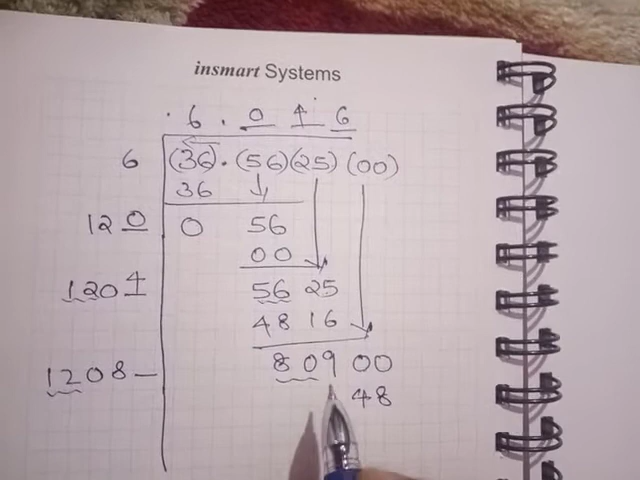 insmart Systems
. 6 . 0 4 6
6 (36) . (56)(25)(00)
36
120 0 56
00
1204 56 25
48 16
1208_ 809 00
48